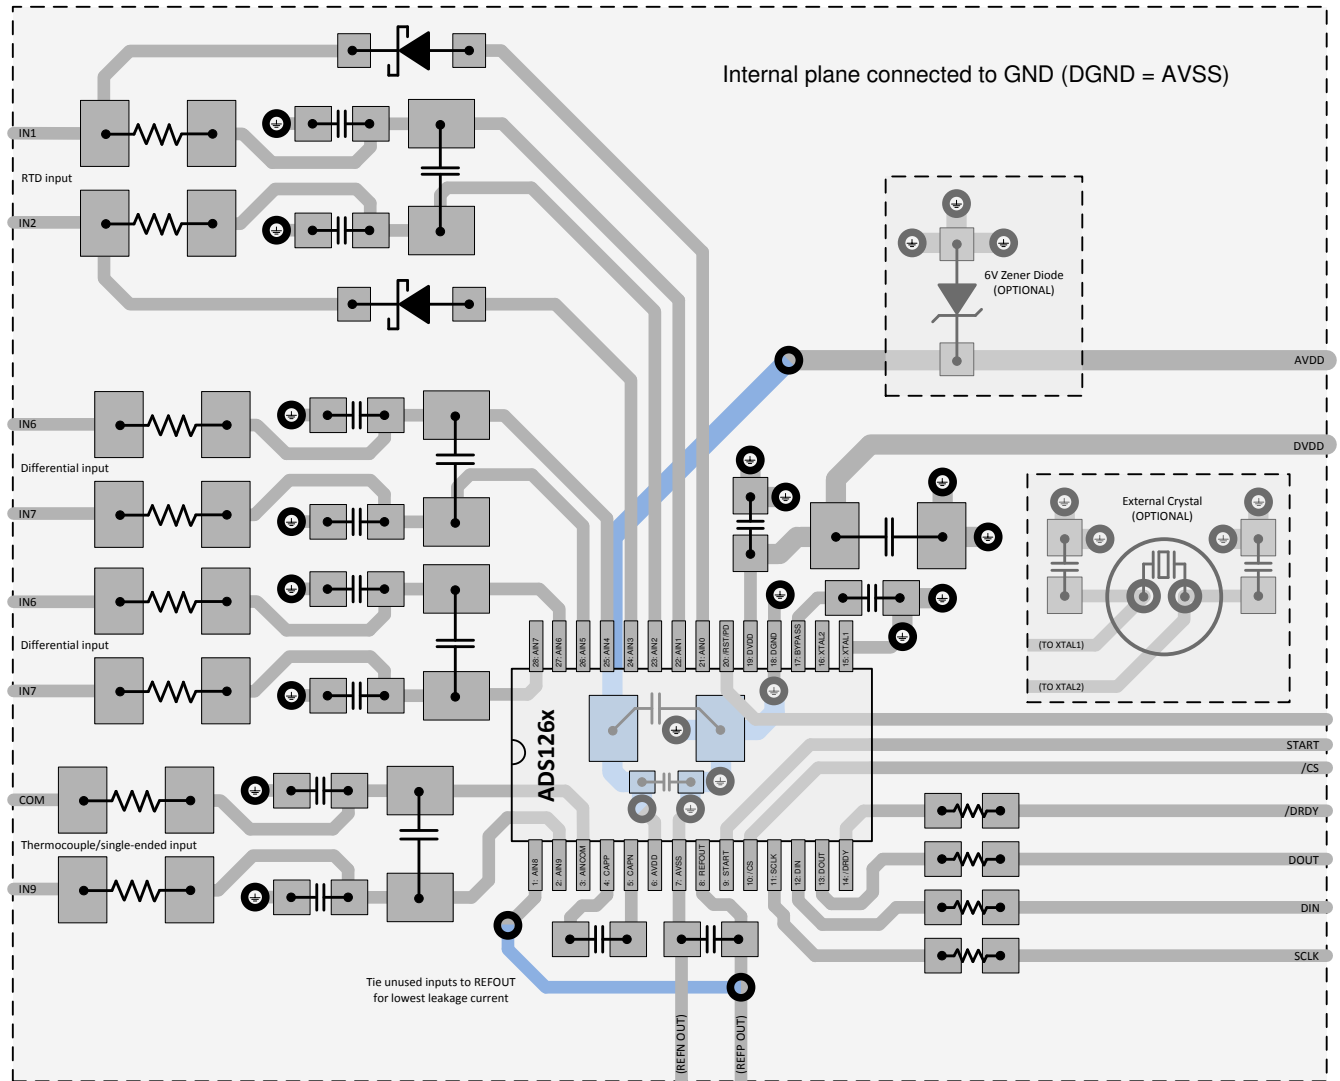 Internal plane connected to GND (DGND = AVSS)
IN1
RTD input
IN2
6V Zener Diode
(OPTIONAL)
AVDD
IN6
Differential input
IN7
DVDD
External Crystal
(OPTIONAL)
(TO XTAL1)
(TO XTAL2)
IN6
Differential input
IN7
28: AIN7
27: AIN6
26: AIN5
25: AIN4
24: AIN3
23: AIN2
22: AIN1
21: AIN0
20: /RST/PD
19: DVDD
18: DGND
17: BYPASS
16: XTAL2
15: XTAL1
ADS126x
START
/CS
/DRDY
DOUT
DIN
SCLK
COM
Thermocouple/single-ended input
IN9
1: AIN8
2: AIN9
3: AINCOM
4: CAPP
5: CAPN
6: AVDD
7: AVSS
8: REFOUT
9: START
10: /CS
11: SCLK
12: DIN
13: DOUT
14: /DRDY
Tie unused inputs to REFOUT
for lowest leakage current
(REFN OUT)
(REFP OUT)